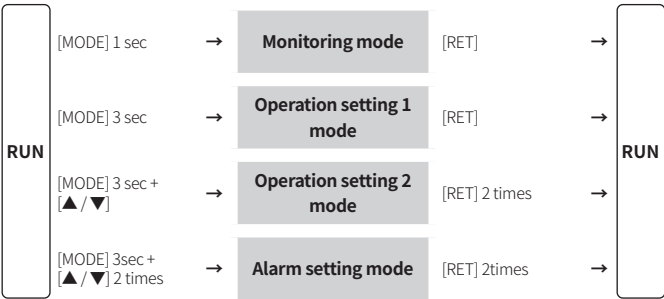 [MODE] 1 sec → Monitoring mode [RET] →
[MODE] 3 sec → Operation setting 1
mode [RET] →
RUN
RUN
[MODE] 3 sec +
[▲ / ▼] → Operation setting 2
mode [RET] 2 times →
[MODE] 3sec +
[▲ / ▼] 2 times → Alarm setting mode [RET] 2times →